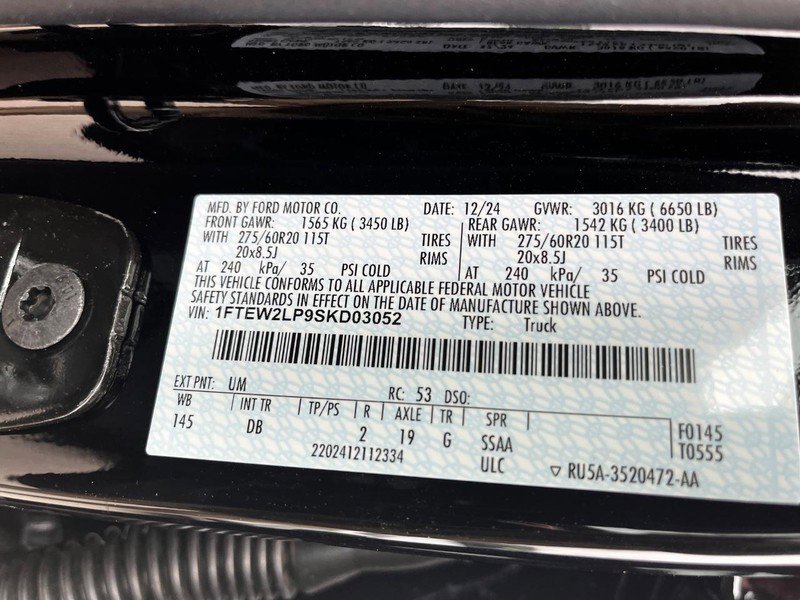 MFD. BY FORD MOTOR CO. DATE: 12/24 GVWR: 3016 KG ( 6650 LB)
FRONT GAWR: 1565 KG ( 3450 LB) REAR GAWR: 1542 KG ( 3400 LB)
WITH 275/60R20 115T TIRES WITH 275/60R20 115T TIRES
20x8.5J RIMS 20x8.5J RIMS
AT 240 kPa/ 35 PSI COLD AT 240 kPa/ 35 PSI COLD
THIS VEHICLE CONFORMS TO ALL APPLICABLE FEDERAL MOTOR VEHICLE
SAFETY STANDARDS IN EFFECT ON THE DATE OF MANUFACTURE SHOWN ABOVE.
VIN: 1FTEW2LP9SKD03052 TYPE: Truck
EXT PNT: UM RC: 53 DSO:
WB INT TR TP/PS R AXLE TR SPR F0145
145 DB 2 19 G SSAA T0555
2202412112334 ULC ▽ RU5A-3520472-AA